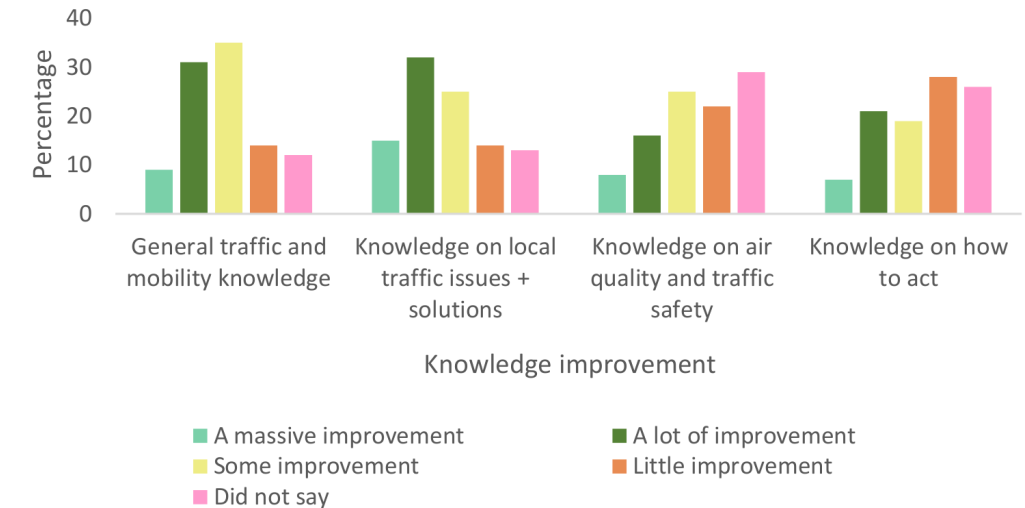 40
30
20
10
0
Percentage
General traffic and
mobility knowledge
Knowledge on local
traffic issues +
solutions
Knowledge on air
quality and traffic
safety
Knowledge on how
to act
Knowledge improvement
A massive improvement
A lot of improvement
Some improvement
Little improvement
Did not say